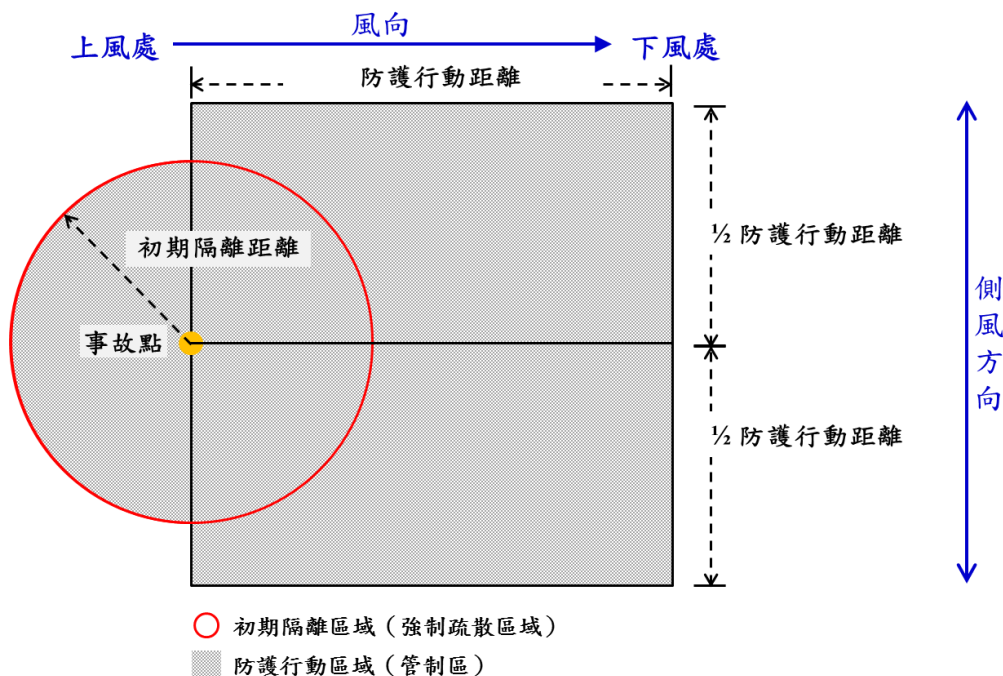 風向
上風處
下風處
防護行動距離
½ 防護行動距離
初期隔離距離
事故點
側風方向
½ 防護行動距離
初期隔離區域（強制疏散區域）
防護行動區域（管制區）